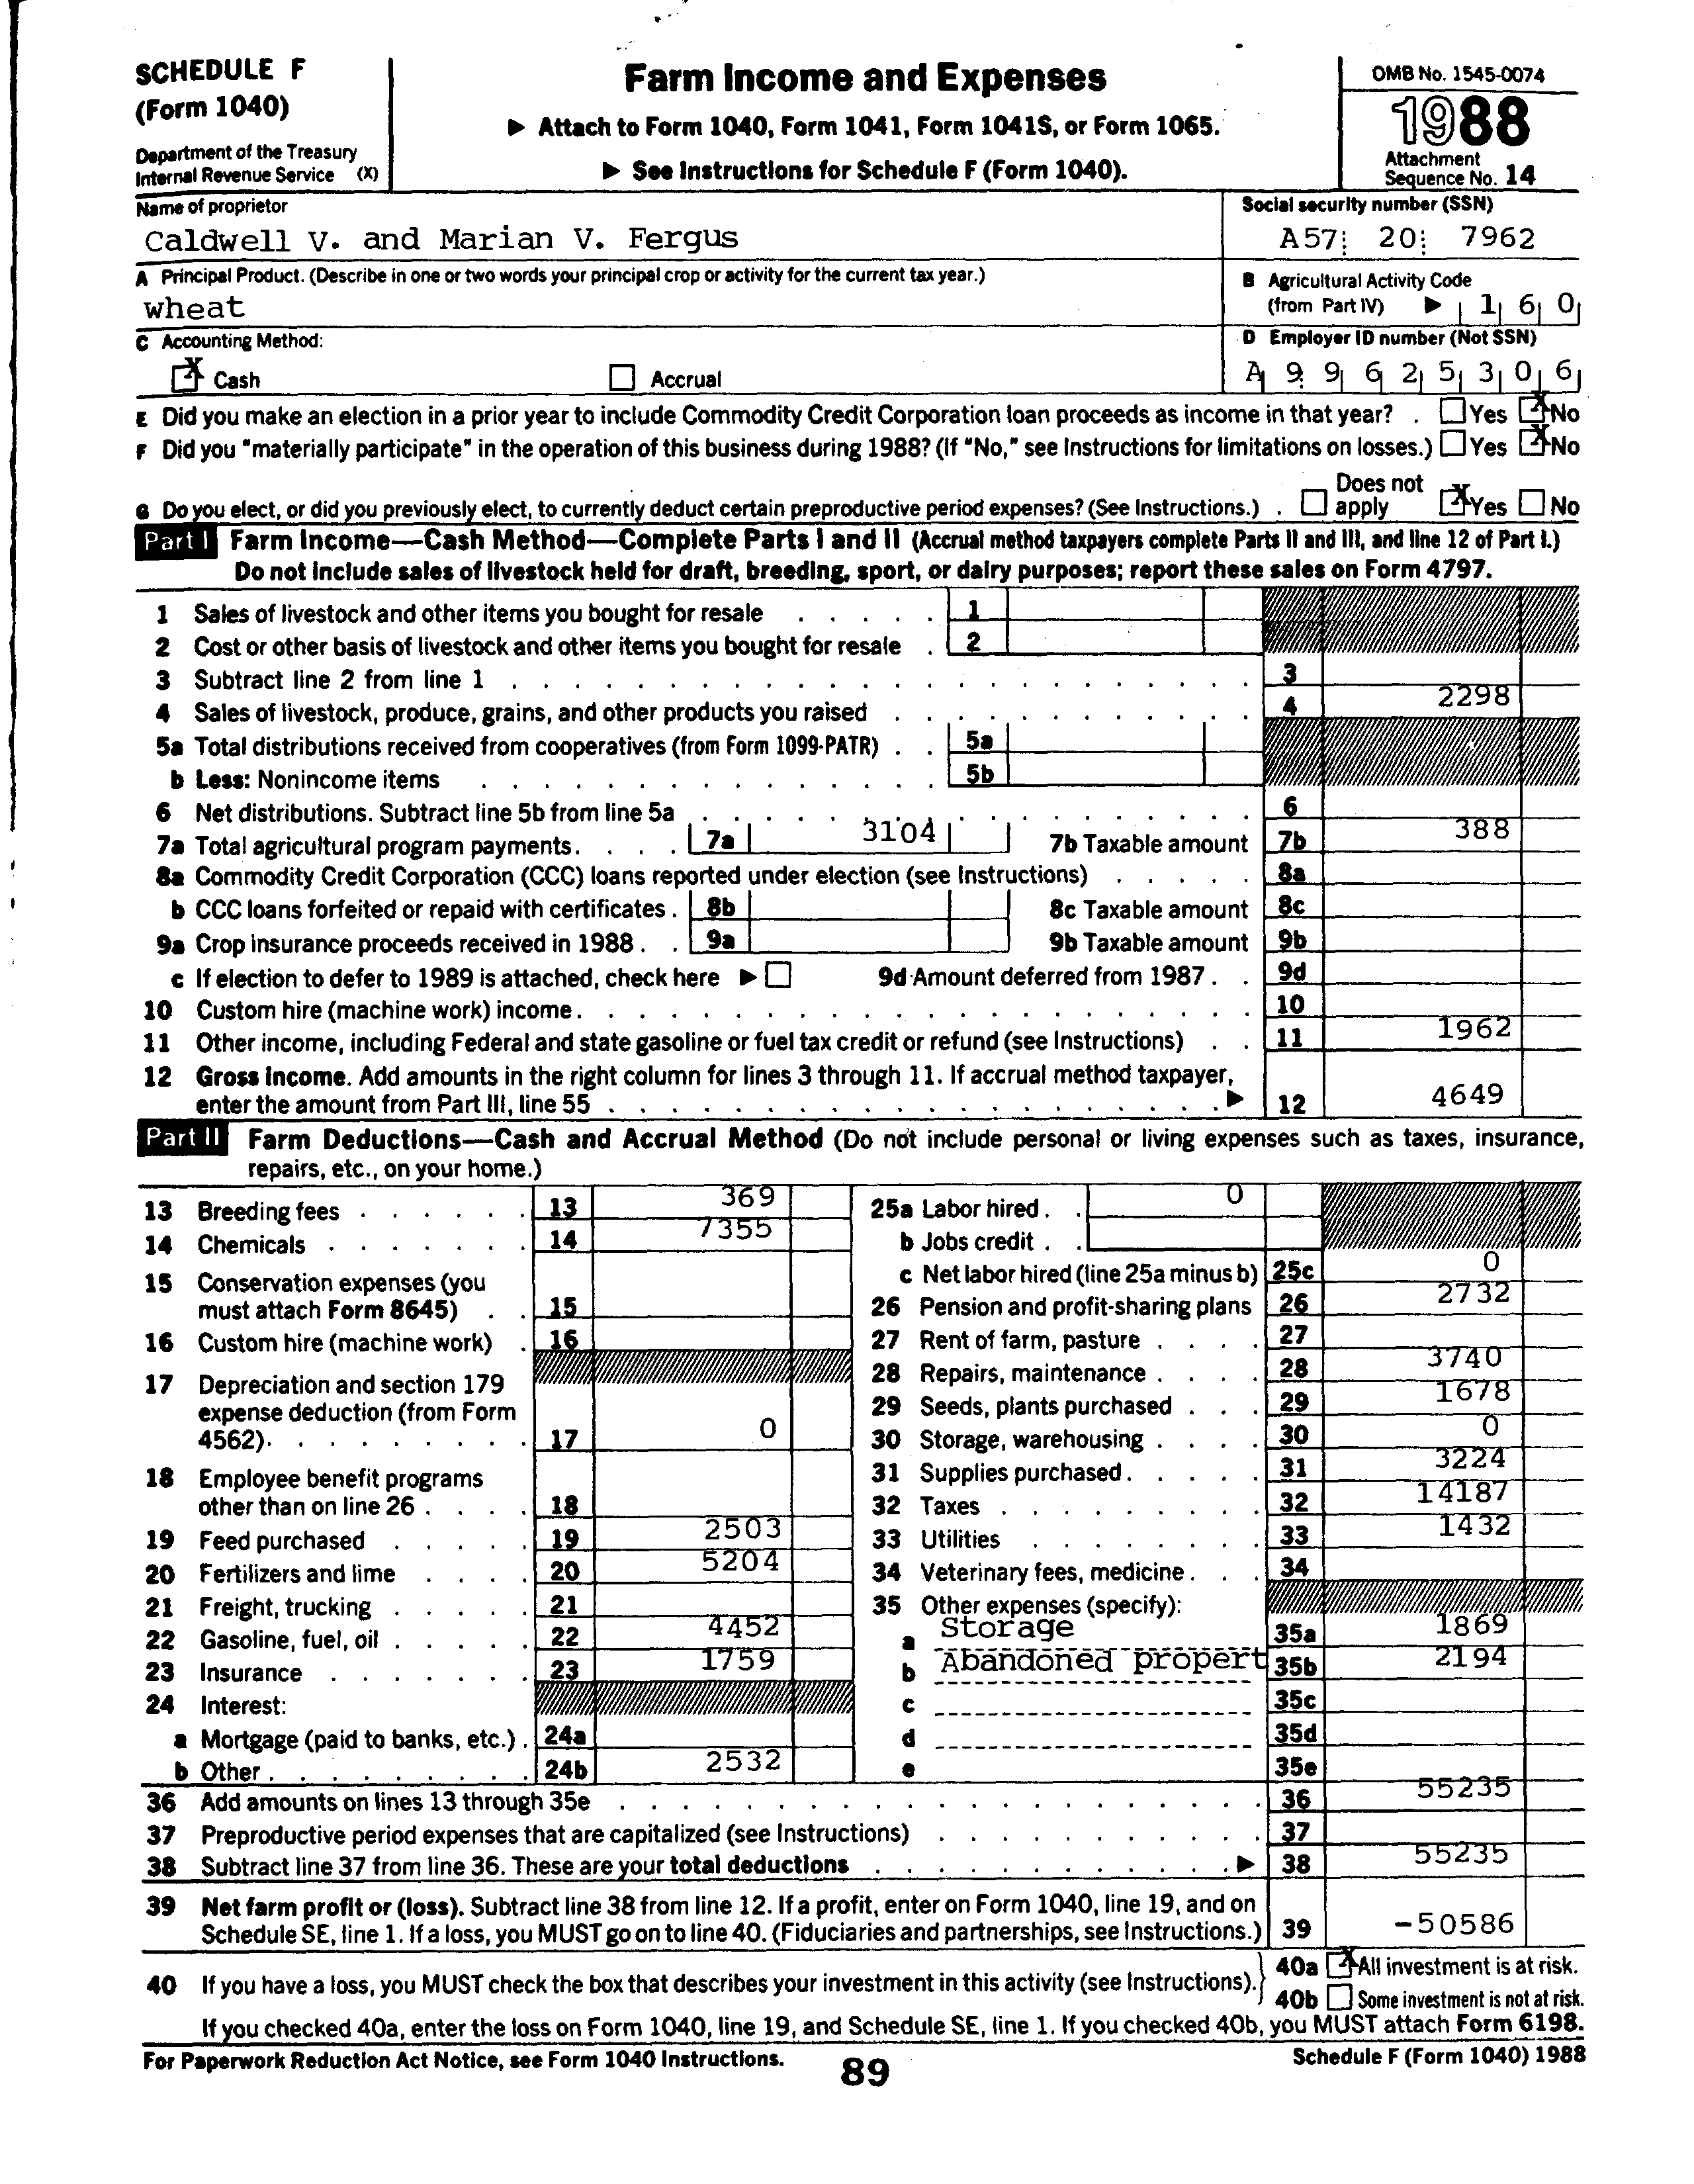 SCHEDULE F
(Form 1040)
Department of the Treasury
Internal Revenue Service (X)
Farm Income and Expenses
▶ Attach to Form 1040, Form 1041, Form 1041S, or Form 1065.
▶ See Instructions for Schedule F (Form 1040).
OMB No. 1545-0074
1988
Attachment
Sequence No. 14
Name of proprietor
Caldwell V. and Marian V. Fergus
Social security number (SSN)
A57 20 7962
A Principal Product. (Describe in one or two words your principal crop or activity for the current tax year.)
wheat
B Agricultural Activity Code
(from Part IV) ▶ 1 6 0
C Accounting Method:
X Cash Accrual
D Employer ID number (Not SSN)
A 9 9 6 2 5 3 0 6
E Did you make an election in a prior year to include Commodity Credit Corporation loan proceeds as income in that year? . Yes X No
F Did you "materially participate" in the operation of this business during 1988? (If "No," see Instructions for limitations on losses.) Yes X No
G Do you elect, or did you previously elect, to currently deduct certain preproductive period expenses? (See Instructions.) . Does not apply X Yes No
Part I Farm Income—Cash Method—Complete Parts I and II (Accrual method taxpayers complete Parts II and III, and line 12 of Part I.)
Do not include sales of livestock held for draft, breeding, sport, or dairy purposes; report these sales on Form 4797.
1 Sales of livestock and other items you bought for resale . . . . . 1
2 Cost or other basis of livestock and other items you bought for resale . 2
3 Subtract line 2 from line 1 . . . . . 3
4 Sales of livestock, produce, grains, and other products you raised . . . . . 4 2298
5a Total distributions received from cooperatives (from Form 1099-PATR) . . 5a
b Less: Nonincome items . . . . . 5b
6 Net distributions. Subtract line 5b from line 5a . . . . . 6
7a Total agricultural program payments. . . . . 7a 3104 7b Taxable amount 7b 388
8a Commodity Credit Corporation (CCC) loans reported under election (see Instructions) . . . . . 8a
b CCC loans forfeited or repaid with certificates . 8b 8c Taxable amount 8c
9a Crop insurance proceeds received in 1988 . . 9a 9b Taxable amount 9b
c If election to defer to 1989 is attached, check here ▶ 9d Amount deferred from 1987 . . 9d
10 Custom hire (machine work) income . . . . . 10
11 Other income, including Federal and state gasoline or fuel tax credit or refund (see Instructions) . . 11 1962
12 Gross Income. Add amounts in the right column for lines 3 through 11. If accrual method taxpayer,
enter the amount from Part III, line 55 . . . . . ▶ 12 4649
Part II Farm Deductions—Cash and Accrual Method (Do not include personal or living expenses such as taxes, insurance,
repairs, etc., on your home.)
13 Breeding fees . . . . . . 13 369
14 Chemicals . . . . . . . 14 7355
15 Conservation expenses (you
must attach Form 8645) . . 15
16 Custom hire (machine work) . 16
17 Depreciation and section 179
expense deduction (from Form
4562). . . . . . . . . 17 0
18 Employee benefit programs
other than on line 26 . . . . 18
19 Feed purchased . . . . . 19 2503
20 Fertilizers and lime . . . . 20 5204
21 Freight, trucking . . . . . 21
22 Gasoline, fuel, oil . . . . . 22 4452
23 Insurance . . . . . . . 23 1759
24 Interest:
a Mortgage (paid to banks, etc.) . 24a
b Other . . . . . . . . . 24b 2532
25a Labor hired . . 0
b Jobs credit . .
c Net labor hired (line 25a minus b) 25c 0
26 Pension and profit-sharing plans 26 2732
27 Rent of farm, pasture . . . . 27
28 Repairs, maintenance . . . . 28 3740
29 Seeds, plants purchased . . . 29 1678
30 Storage, warehousing . . . . 30 0
31 Supplies purchased . . . . . 31 3224
32 Taxes . . . . . . . . . 32 14187
33 Utilities . . . . . . . . 33 1432
34 Veterinary fees, medicine . . . 34
35 Other expenses (specify):
a Storage 35a 1869
b Abandoned propert 35b 2194
c 35c
d 35d
e 35e
36 Add amounts on lines 13 through 35e . . . . . 36 55235
37 Preproductive period expenses that are capitalized (see Instructions) . . . . . 37
38 Subtract line 37 from line 36. These are your total deductions . . . . . ▶ 38 55235
39 Net farm profit or (loss). Subtract line 38 from line 12. If a profit, enter on Form 1040, line 19, and on
Schedule SE, line 1. If a loss, you MUST go on to line 40. (Fiduciaries and partnerships, see Instructions.) 39 -50586
40 If you have a loss, you MUST check the box that describes your investment in this activity (see Instructions).
40a X All investment is at risk.
40b Some investment is not at risk.
If you checked 40a, enter the loss on Form 1040, line 19, and Schedule SE, line 1. If you checked 40b, you MUST attach Form 6198.
For Paperwork Reduction Act Notice, see Form 1040 Instructions.
89
Schedule F (Form 1040) 1988